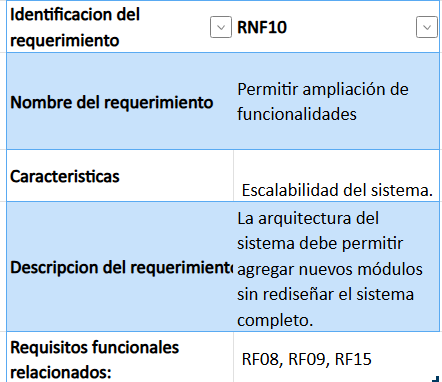 Identificacion del
requerimiento
RNF10
Nombre del requerimiento
Permitir ampliación de
funcionalidades
Caracteristicas
Escalabilidad del sistema.
Descripcion del requerimiento
La arquitectura del
sistema debe permitir
agregar nuevos módulos
sin rediseñar el sistema
completo.
Requisitos funcionales
relacionados:
RF08, RF09, RF15